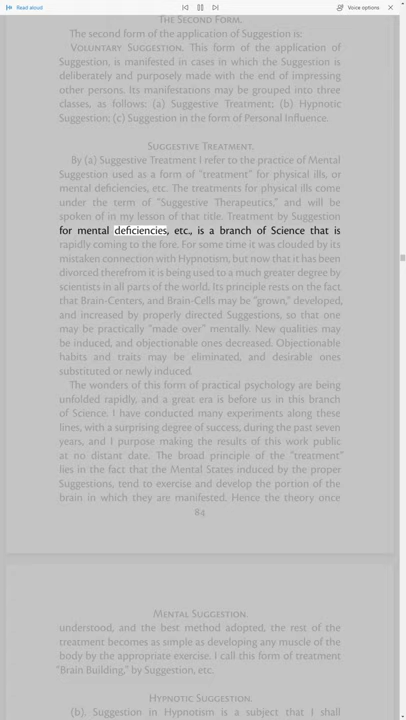 Read aloud
Voice options
THE SECOND FORM.
The second form of the application of Suggestion is:
VOLUNTARY SUGGESTION. This form of the application of
Suggestion, is manifested in cases in which the Suggestion is
deliberately and purposely made with the end of impressing
other persons. Its manifestations may be grouped into three
classes, as follows: (a) Suggestive Treatment; (b) Hypnotic
Suggestion; (c) Suggestion in the form of Personal Influence.
SUGGESTIVE TREATMENT.
By (a) Suggestive Treatment I refer to the practice of Mental
Suggestion used as a form of "treatment" for physical ills, or
mental deficiencies, etc. The treatments for physical ills come
under the term of "Suggestive Therapeutics," and will be
spoken of in my lesson of that title. Treatment by Suggestion
for mental deficiencies, etc., is a branch of Science that is
rapidly coming to the fore. For some time it was clouded by its
mistaken connection with Hypnotism, but now that it has been
divorced therefrom it is being used to a much greater degree by
scientists in all parts of the world. Its principle rests on the fact
that Brain-Centers, and Brain-Cells may be "grown," developed,
and increased by properly directed Suggestions, so that one
may be practically "made over" mentally. New qualities may
be induced, and objectionable ones decreased. Objectionable
habits and traits may be eliminated, and desirable ones
substituted or newly induced.
The wonders of this form of practical psychology are being
unfolded rapidly, and a great era is before us in this branch
of Science. I have conducted many experiments along these
lines, with a surprising degree of success, during the past seven
years, and I purpose making the results of this work public
at no distant date. The broad principle of the "treatment"
lies in the fact that the Mental States induced by the proper
Suggestions, tend to exercise and develop the portion of the
brain in which they are manifested. Hence the theory once
84
MENTAL SUGGESTION.
understood, and the best method adopted, the rest of the
treatment becomes as simple as developing any muscle of the
body by the appropriate exercise. I call this form of treatment
"Brain Building," by Suggestion, etc.
HYPNOTIC SUGGESTION.
(b). Suggestion in Hypnotism is a subject that I shall